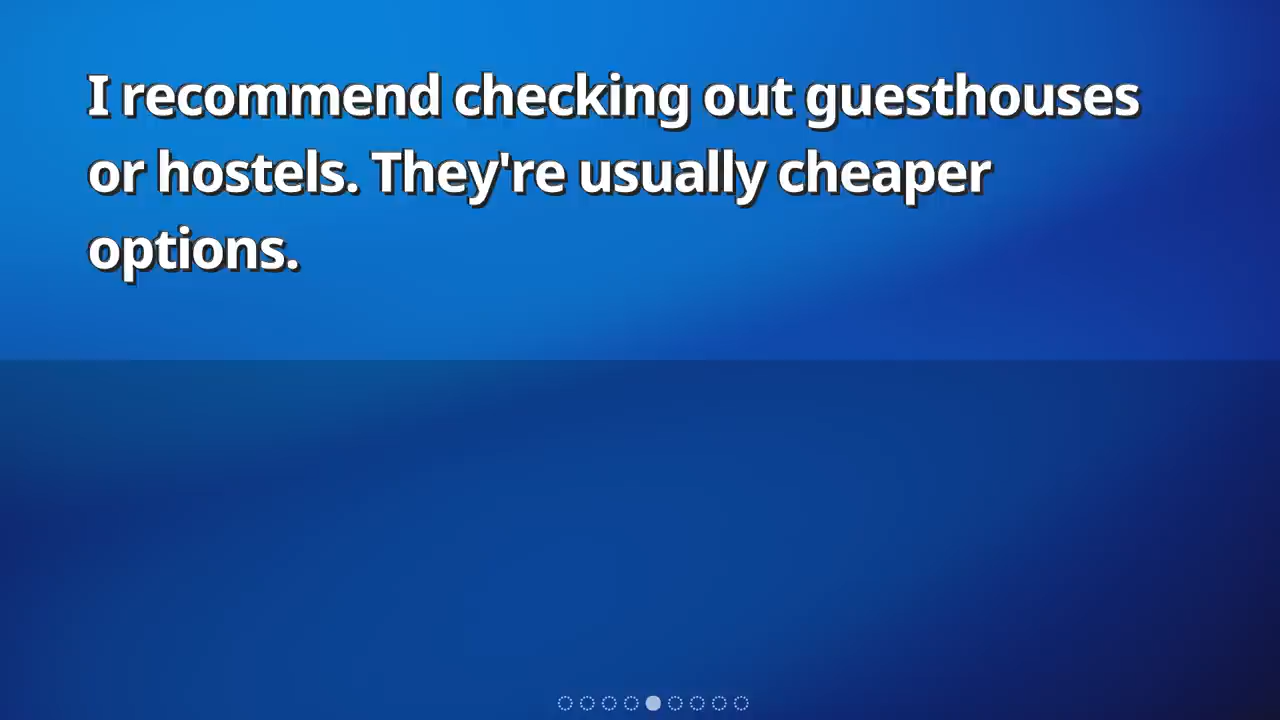 I recommend checking out guesthouses
or hostels. They're usually cheaper
options.